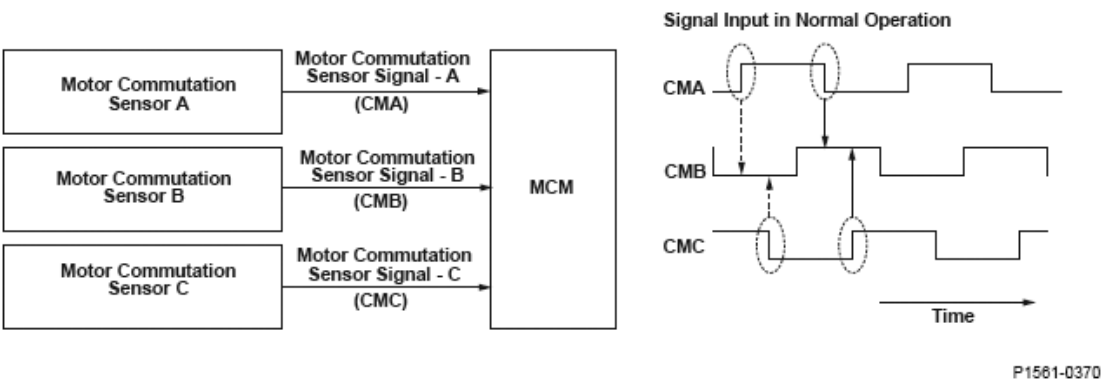 Signal Input in Normal Operation
Motor Commutation
Sensor A
Motor Commutation
Sensor Signal - A
(CMA)
Motor Commutation
Sensor B
Motor Commutation
Sensor Signal - B
(CMB)
Motor Commutation
Sensor C
Motor Commutation
Sensor Signal - C
(CMC)
MCM
CMA
CMB
CMC
Time
P1561-0370